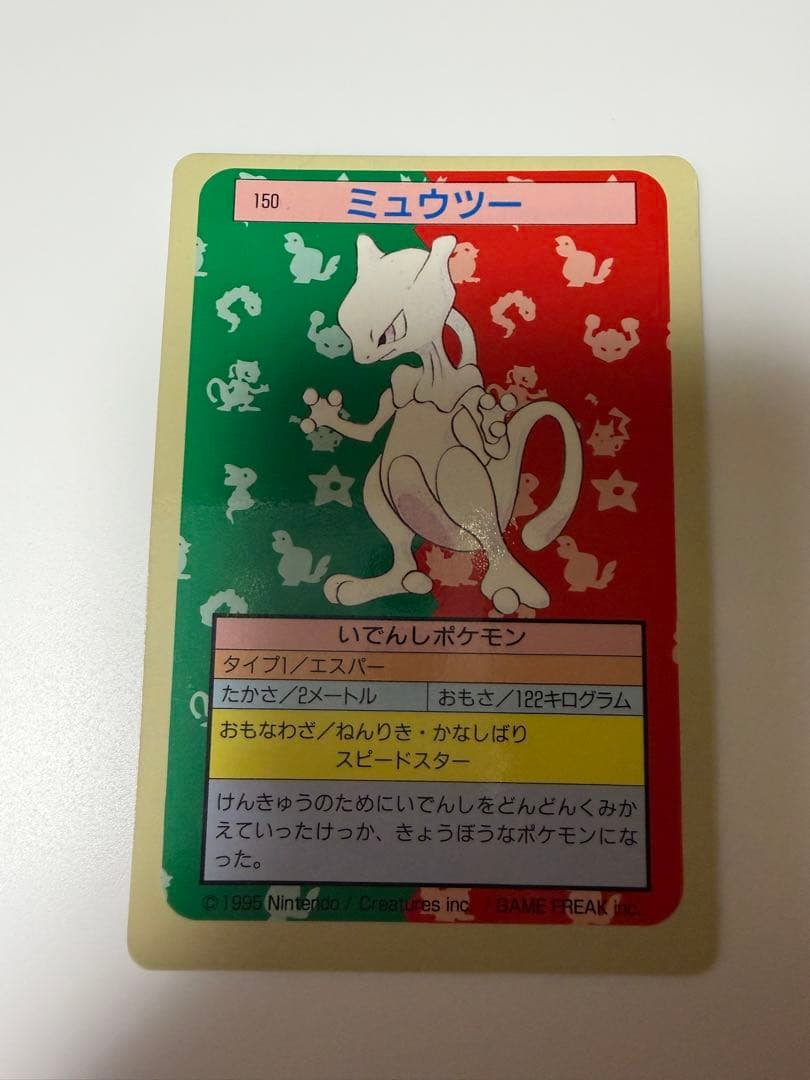 150 ミュウツー
いでんしポケモン
タイプ1/エスパー
たかさ/2メートル おもさ/122キログラム
おもなわざ/ねんりき・かなしばり
スピードスター
けんきゅうのためにいでんしをどんどんくみか
えていったけっか、きょうぼうなポケモンにな
った。
© 1995 Nintendo / Creatures inc. / GAME FREAK inc.